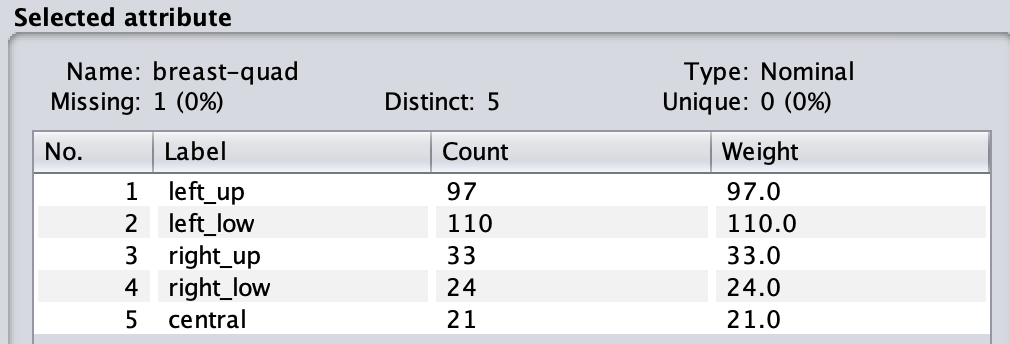 Selected attribute
Name: breast-quad Type: Nominal
Missing: 1 (0%) Distinct: 5 Unique: 0 (0%)
No. Label Count Weight
1 left_up 97 97.0
2 left_low 110 110.0
3 right_up 33 33.0
4 right_low 24 24.0
5 central 21 21.0